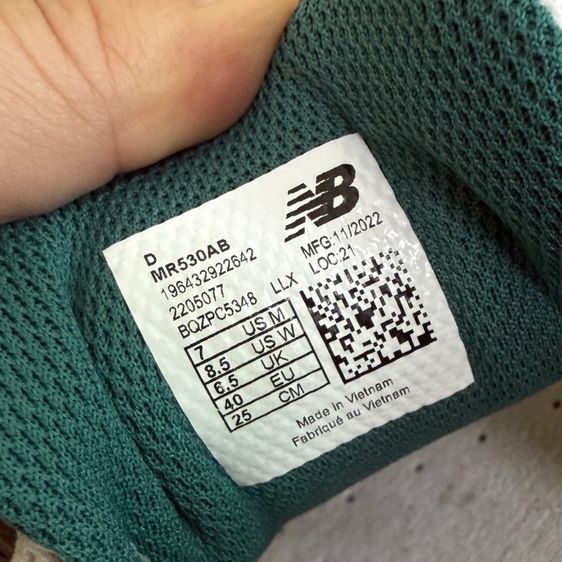 NB
D
MR530AB
196432922642
2205077
BQZPC5348 LLX
MFG:11/2022
LOC:21
7 US M
8.5 US W
6.5 UK
40 EU
25 CM
Made in Vietnam
Fabriqué au Vietnam